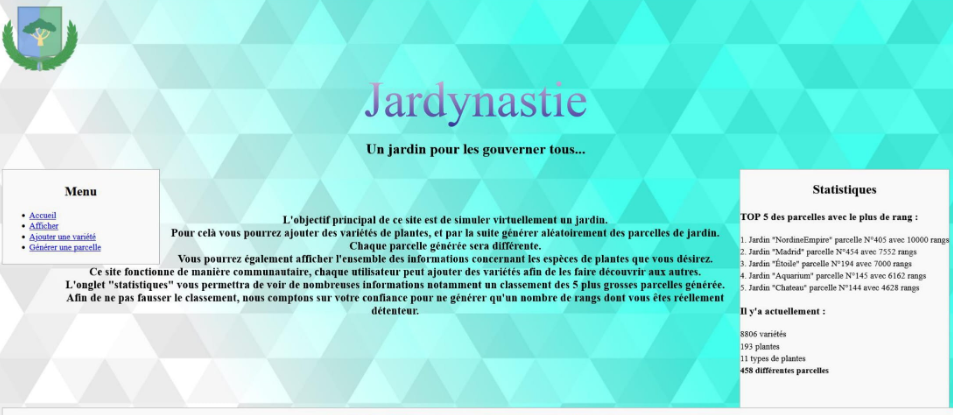 Jardynastie
Un jardin pour les gouverner tous...
Menu
Accueil
Afficher
Ajouter une variété
Générer une parcelle
L'objectif principal de ce site est de simuler virtuellement un jardin.
Pour celà vous pourrez ajouter des variétés de plantes, et par la suite générer aléatoirement des parcelles de jardin.
Chaque parcelle générée sera différente.
Vous pourrez également afficher l'ensemble des informations concernant les espèces de plantes que vous désirez.
Ce site fonctionne de manière communautaire, chaque utilisateur peut ajouter des variétés afin de les faire découvrir aux autres.
L'onglet "statistiques" vous permettra de voir de nombreuses informations notamment un classement des 5 plus grosses parcelles générée.
Afin de ne pas fausser le classement, nous comptons sur votre confiance pour ne générer qu'un nombre de rangs dont vous êtes réellement
détenteur.
Statistiques
TOP 5 des parcelles avec le plus de rang :
1. Jardin "NordineEmpire" parcelle N°405 avec 10000 rangs
2. Jardin "Madrid" parcelle N°454 avec 7552 rangs
3. Jardin "Étoile" parcelle N°194 avec 7000 rangs
4. Jardin "Aquarium" parcelle N°145 avec 6162 rangs
5. Jardin "Chateau" parcelle N°144 avec 4628 rangs
Il y'a actuellement :
8806 variétés
193 plantes
11 types de plantes
458 différentes parcelles